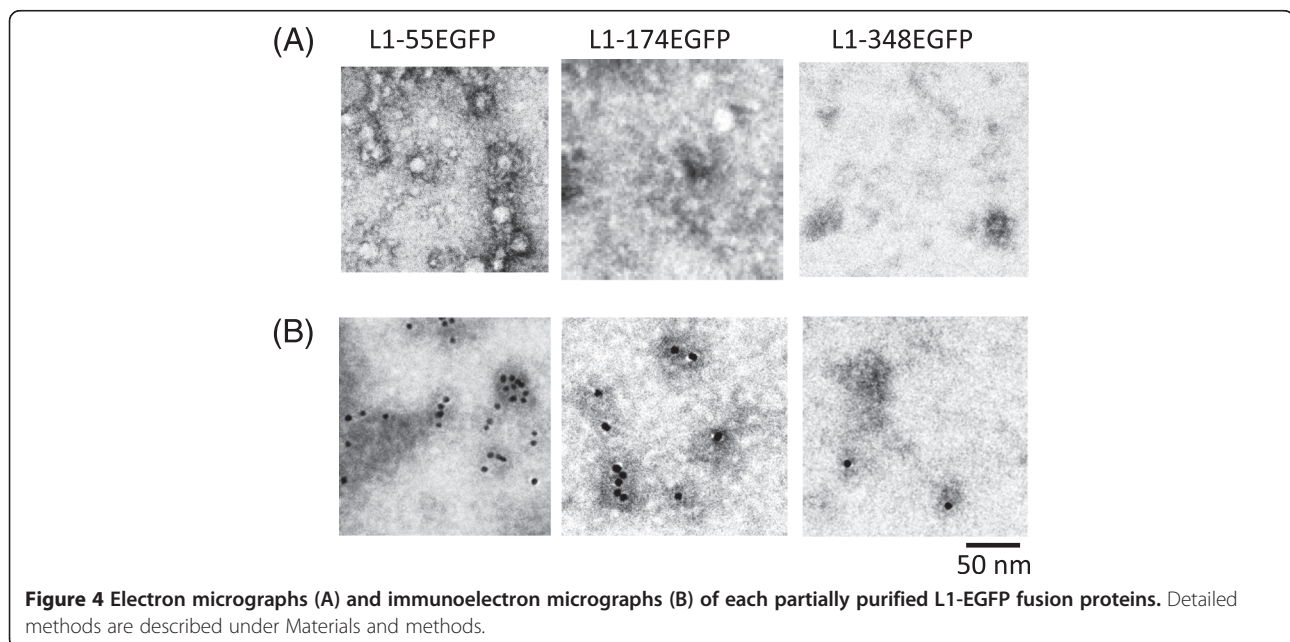 (A) L1-55EGFP L1-174EGFP L1-348EGFP
(B)
50 nm
Figure 4 Electron micrographs (A) and immunoelectron micrographs (B) of each partially purified L1-EGFP fusion proteins. Detailed
methods are described under Materials and methods.